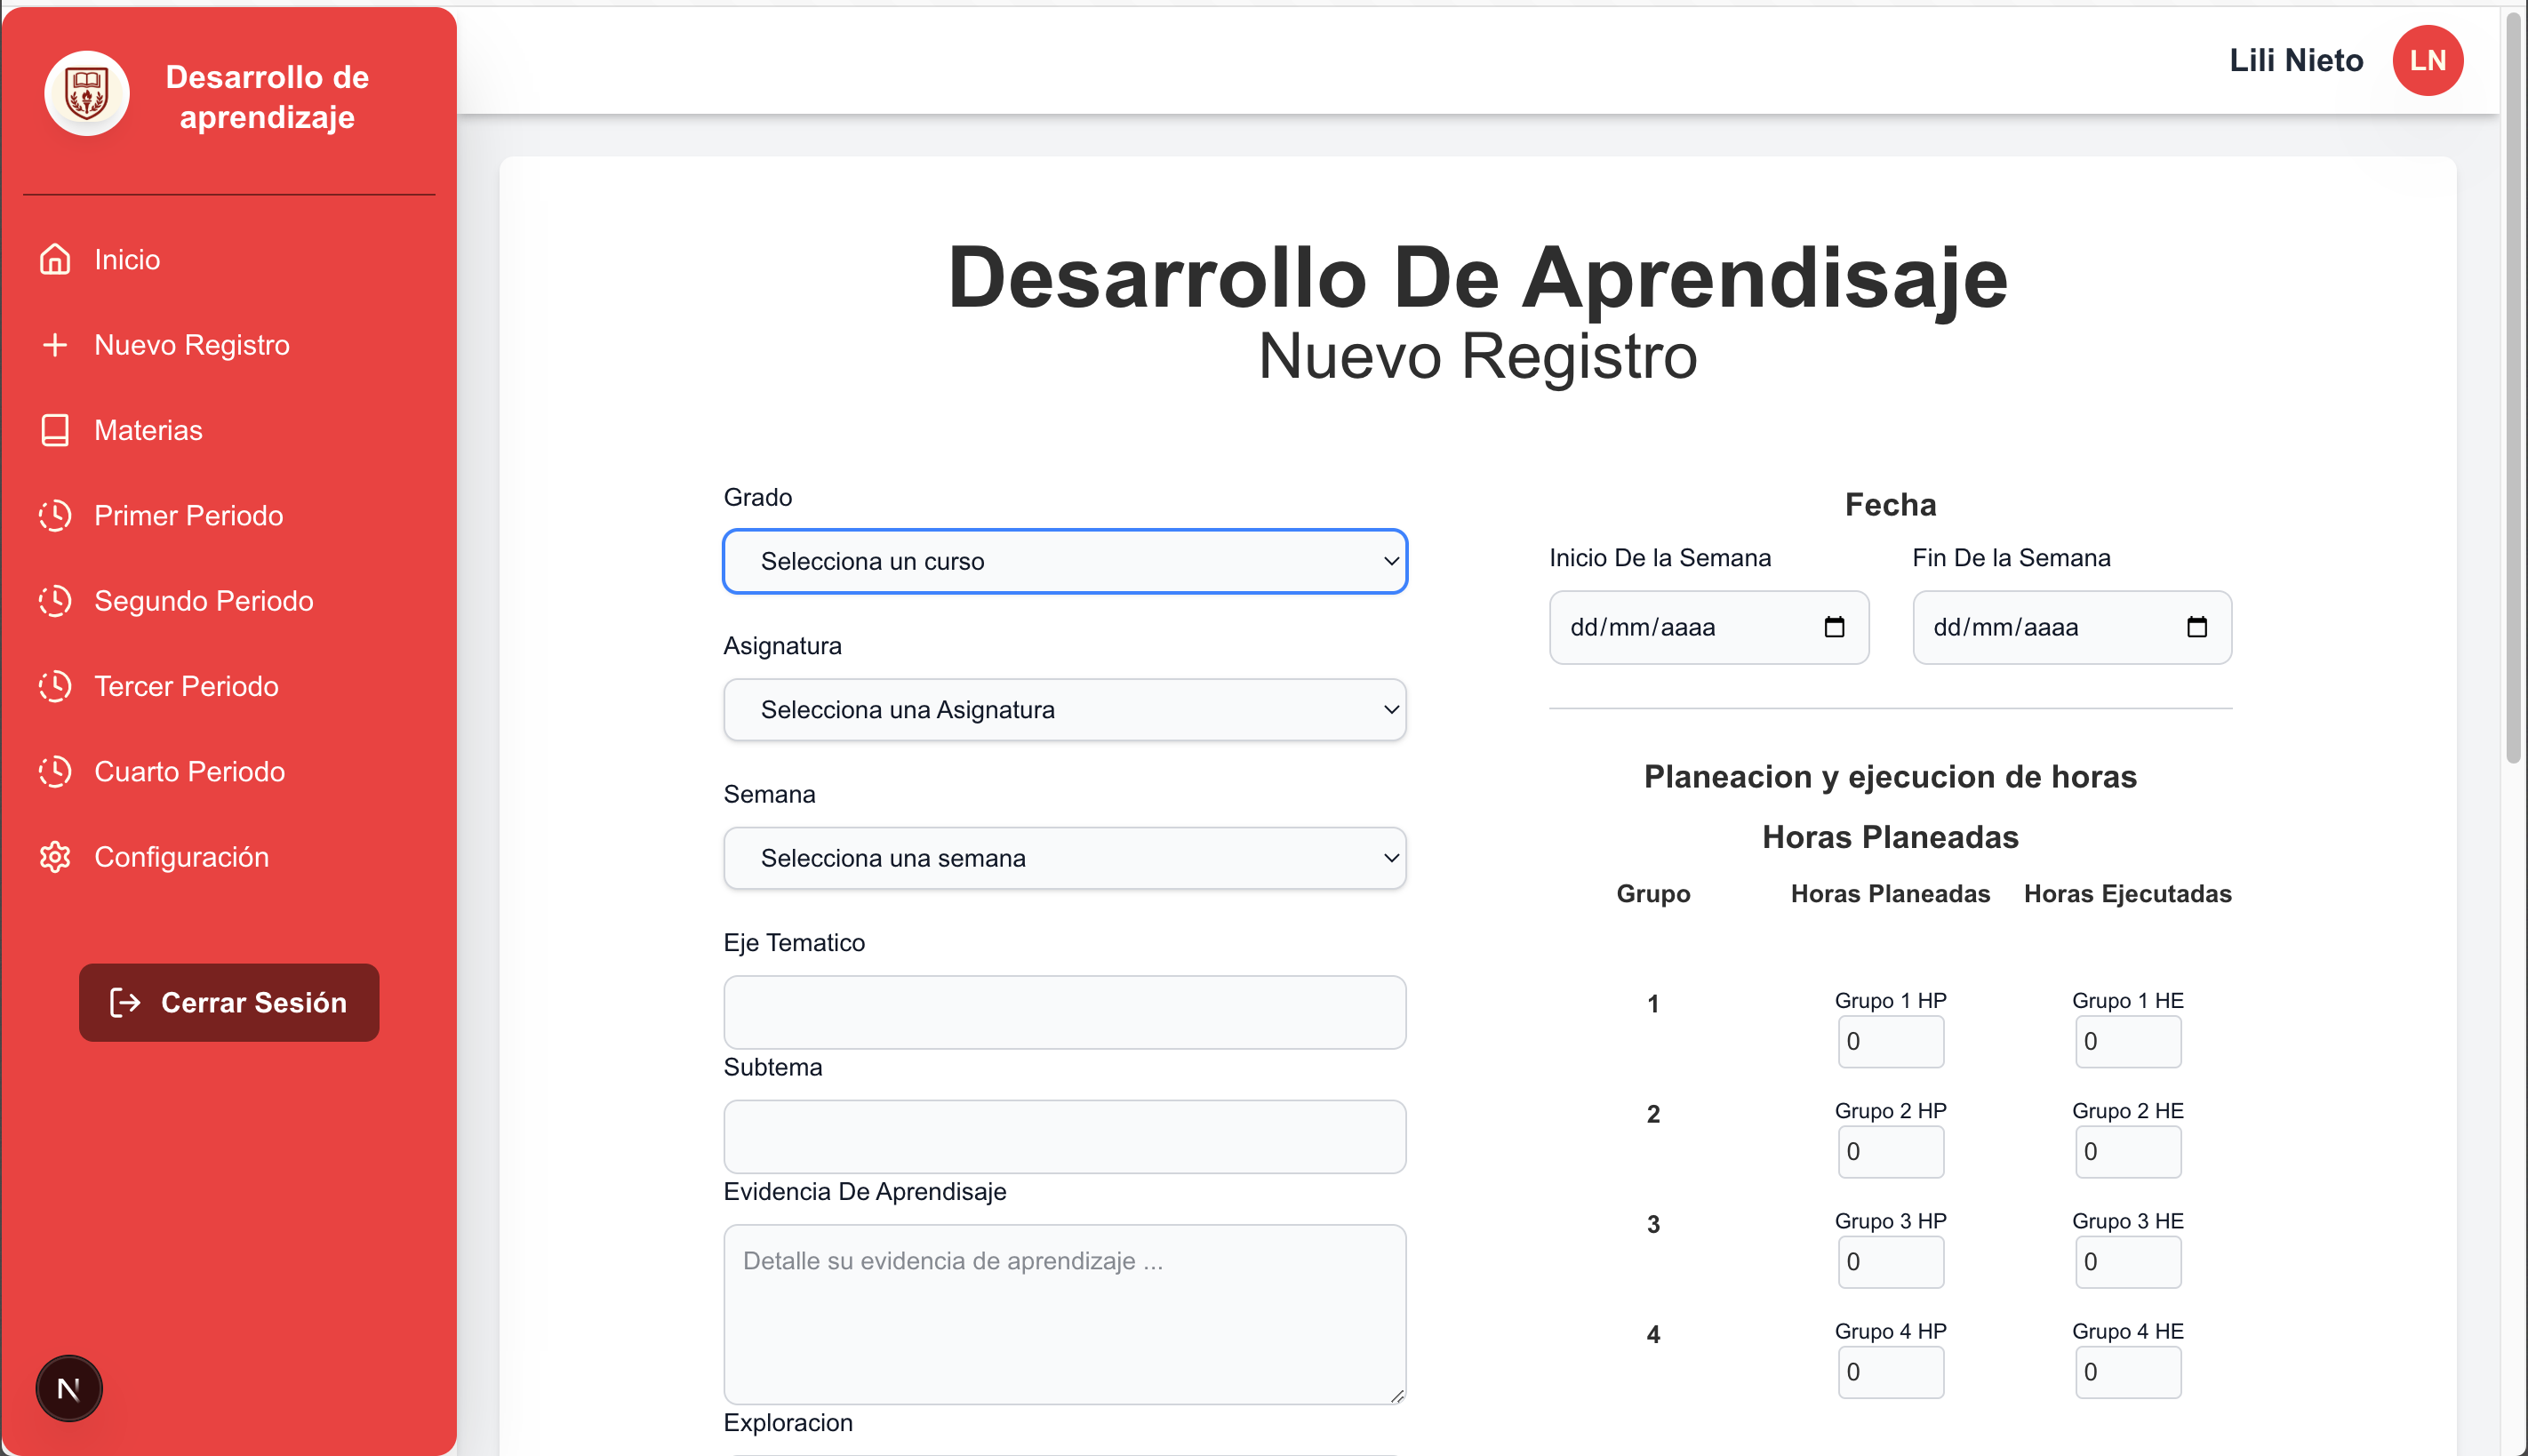 Desarrollo de
aprendizaje
Inicio
Nuevo Registro
Materias
Primer Periodo
Segundo Periodo
Tercer Periodo
Cuarto Periodo
Configuración
Cerrar Sesión
N
Lili Nieto LN
Desarrollo De Aprendisaje
Nuevo Registro
Grado
Selecciona un curso
Asignatura
Selecciona una Asignatura
Semana
Selecciona una semana
Eje Tematico
Subtema
Evidencia De Aprendisaje
Detalle su evidencia de aprendizaje ...
Exploracion
Fecha
Inicio De la Semana Fin De la Semana
dd/mm/aaaa dd/mm/aaaa
Planeacion y ejecucion de horas
Horas Planeadas
Grupo Horas Planeadas Horas Ejecutadas
1 Grupo 1 HP Grupo 1 HE
0 0
2 Grupo 2 HP Grupo 2 HE
0 0
3 Grupo 3 HP Grupo 3 HE
0 0
4 Grupo 4 HP Grupo 4 HE
0 0